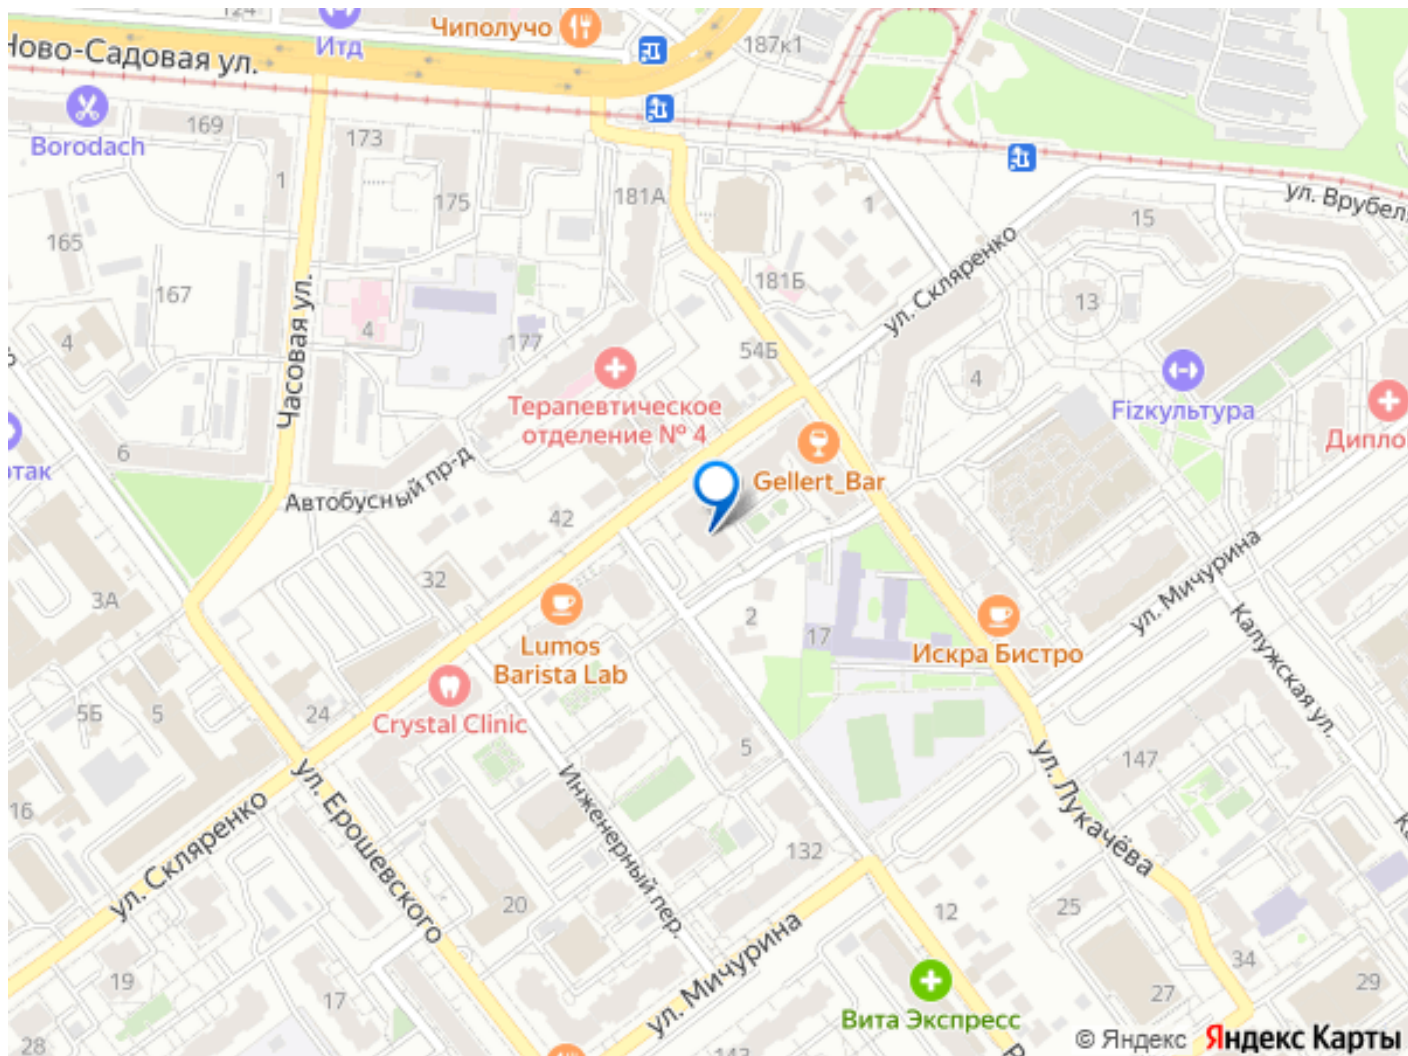 124
Чиполучо
Итд
187к1
Ново-Садовая ул.
Borodach
169
173
181А
175
1
1
ул. Врубеля
15
165
181Б
ул. Скляренко
167
13
4
4
177
54Б
Часовая ул.
4
Fizкультура
Терапевтическое
отделение № 4
6
Gellert_Bar
Автобусный пр-д
42
32
3А
2
17
ул. Мичурина
Lumos
Barista Lab
Искра Бистро
Калужская ул.
5Б
5
24
Crystal Clinic
5
147
ул. Лукачёва
16
ул. Ерошевского
Инженерный пер.
ул. Скляренко
132
20
12
25
ул. Мичурина
34
19
17
27
29
Вита Экспресс
28
143
© Яндекс Яндекс Карты